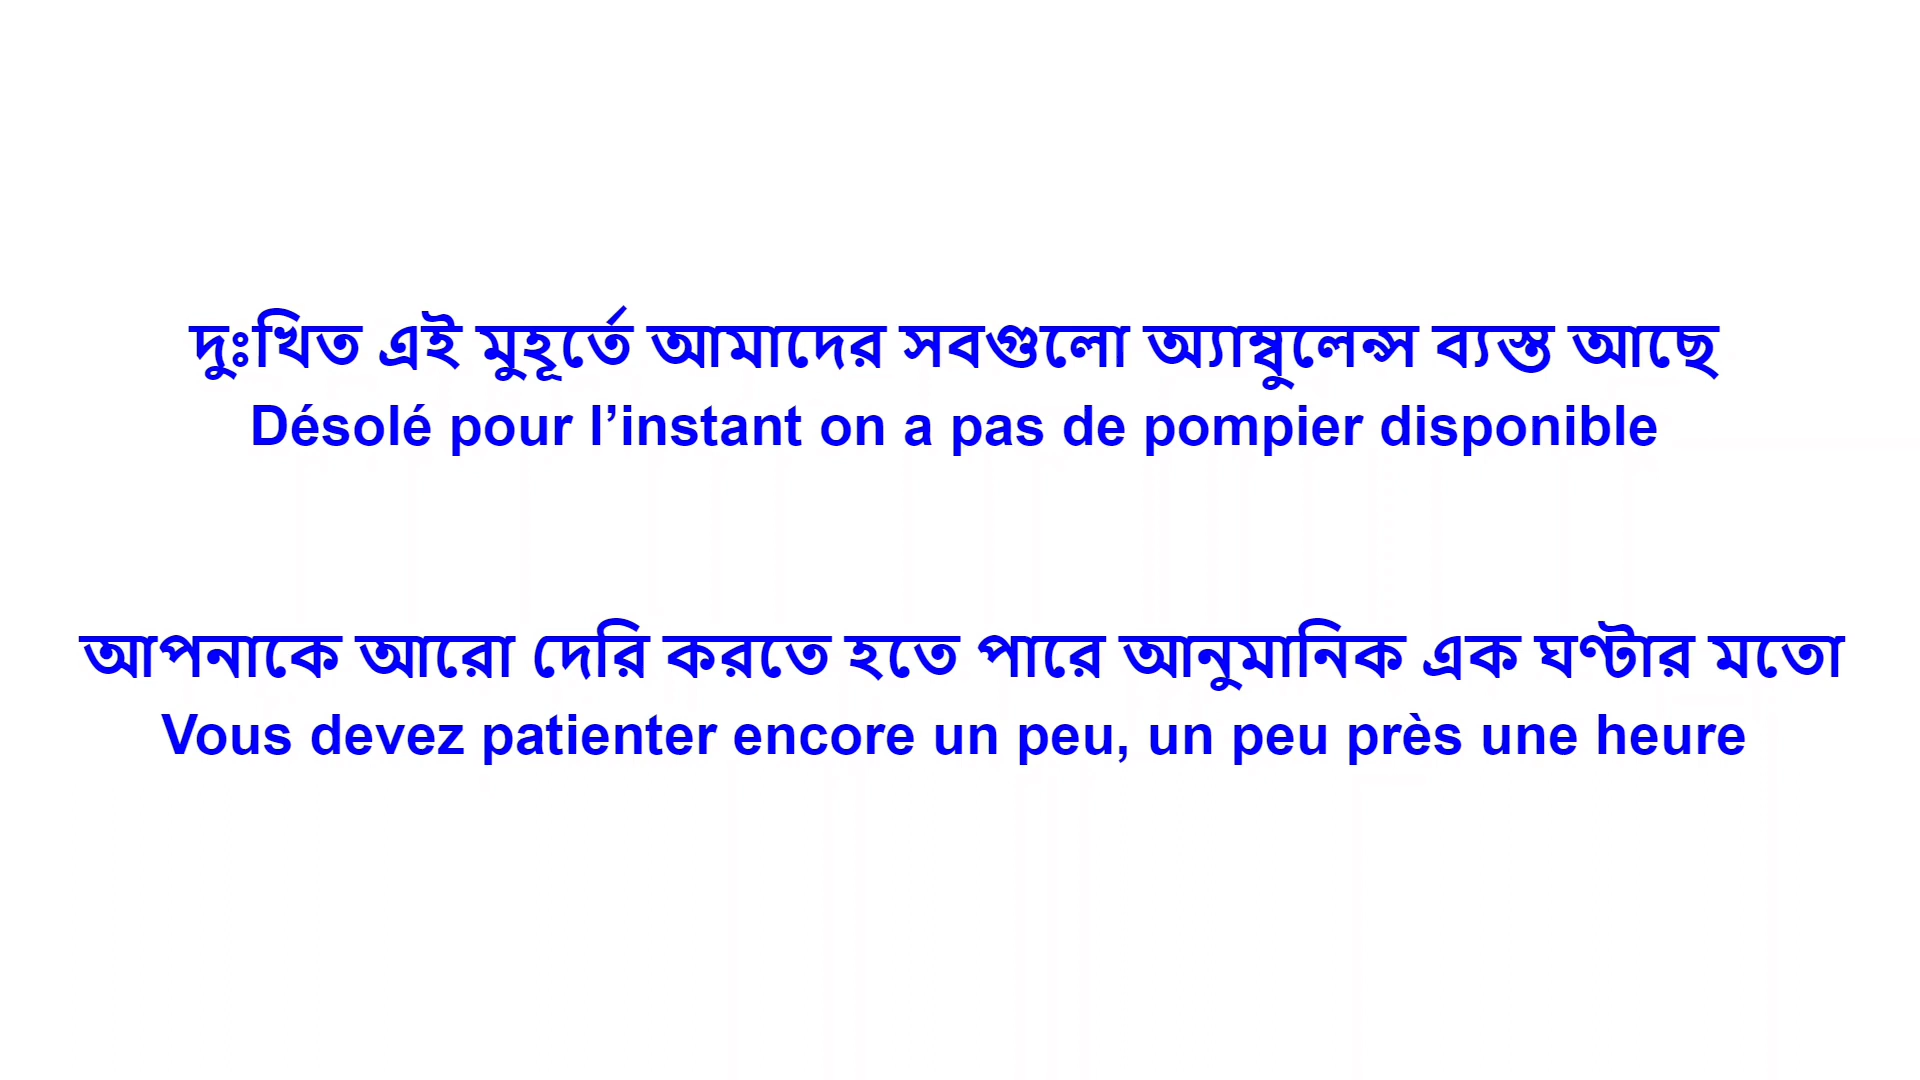 দুঃখিত এই মুহূর্তে আমাদের সবগুলো অ্যাম্বুলেন্স ব্যস্ত আছে
Désolé pour l’instant on a pas de pompier disponible
আপনাকে আরো দেরি করতে হতে পারে আনুমানিক এক ঘণ্টার মতো
Vous devez patienter encore un peu, un peu près une heure